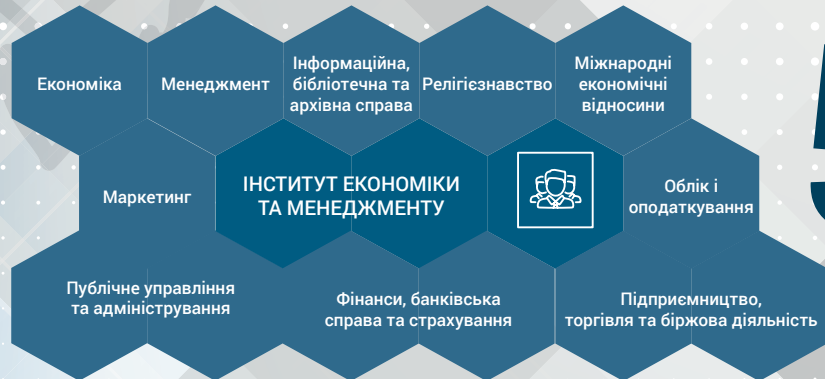 Економіка
Менеджмент
Інформаційна,
бібліотечна та
архівна справа
Релігієзнавство
Міжнародні
економічні
відносини
Маркетинг
ІНСТИТУТ ЕКОНОМІКИ
ТА МЕНЕДЖМЕНТУ
Облік і
оподаткування
Публічне управління
та адміністрування
Фінанси, банківська
справа та страхування
Підприємництво,
торгівля та біржова діяльність